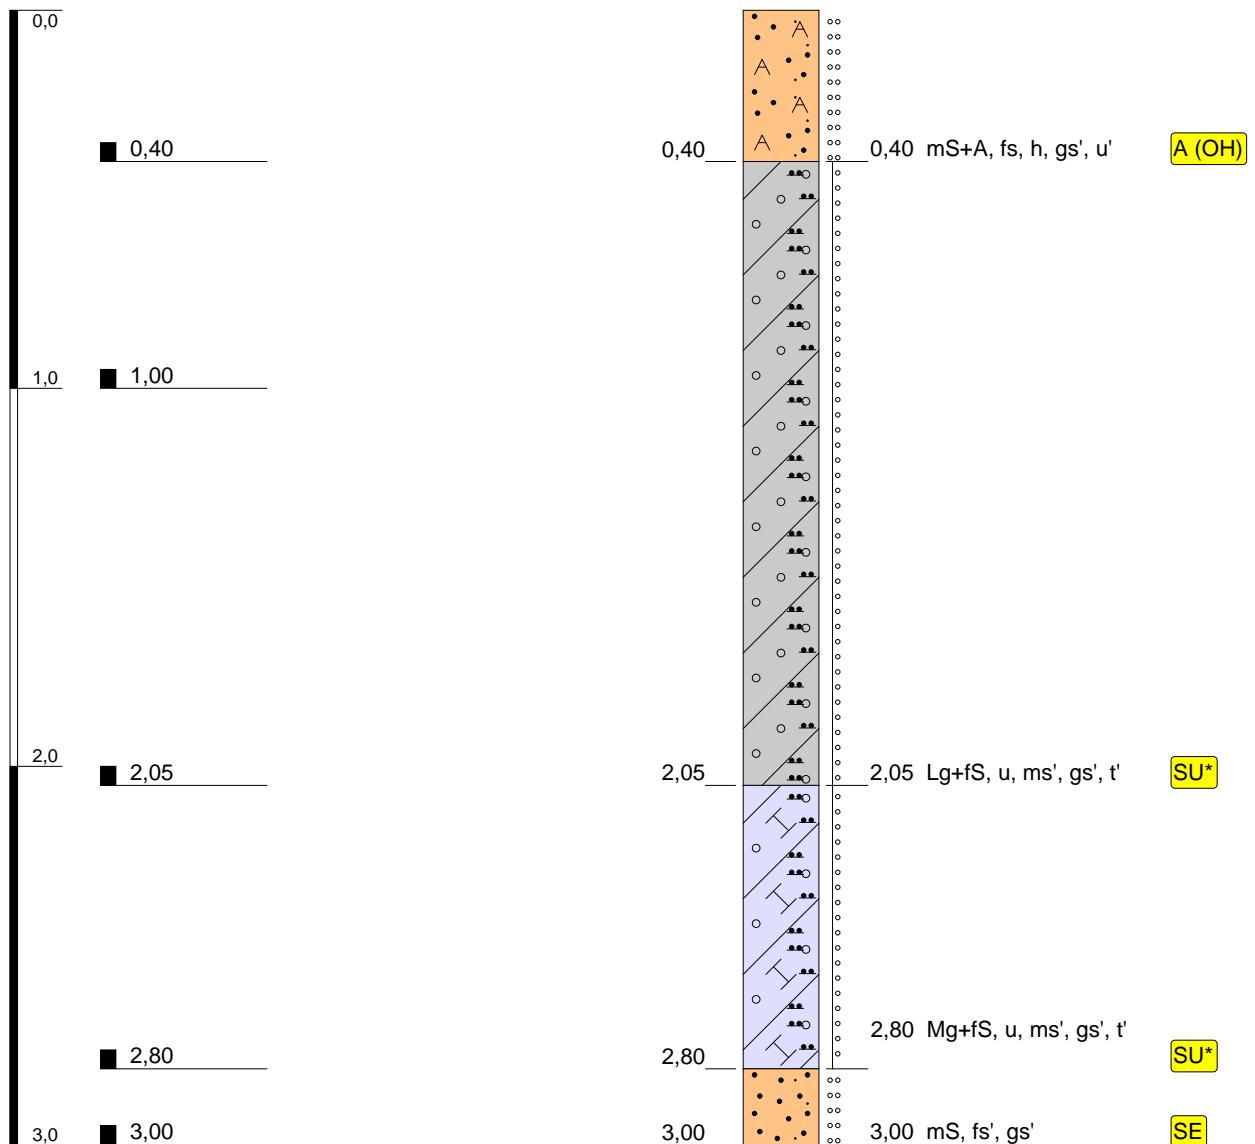 0,0
0,40 0,40 0,40 mS+A, fs, h, gs', u' A (OH)
1,00
1,0
2,0
2,05 2,05 2,05 Lg+fS, u, ms', gs', t' SU*
2,80 Mg+fS, u, ms', gs', t'
2,80 2,80 SU*
3,0 3,00 3,00 3,00 mS, fs', gs' SE